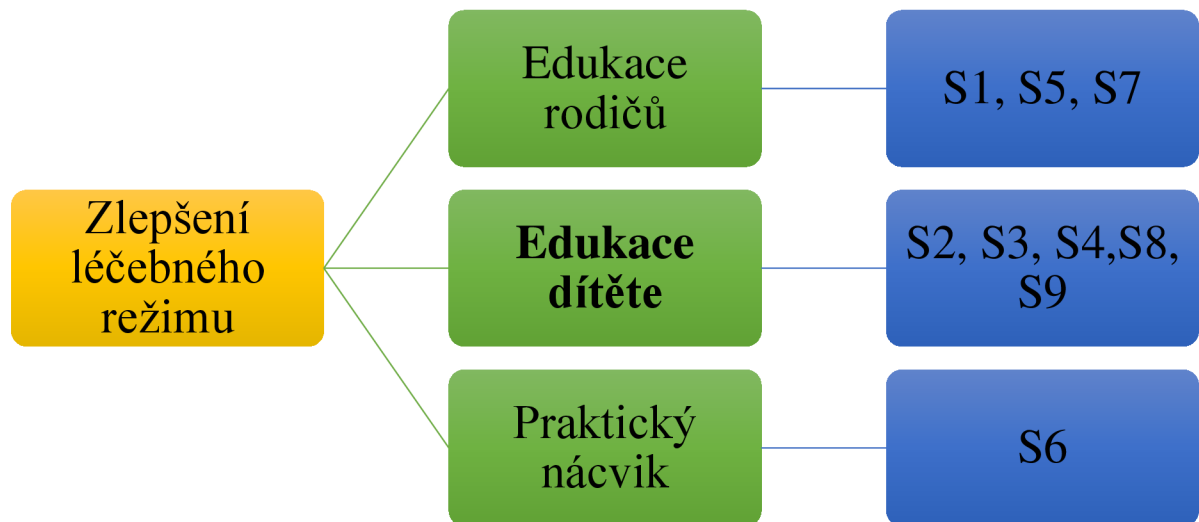 Edukace
rodičů
S1, S5, S7
Zlepšení
léčebného
režimu
Edukace
dítěte
S2, S3, S4,S8,
S9
Praktický
nácvik
S6